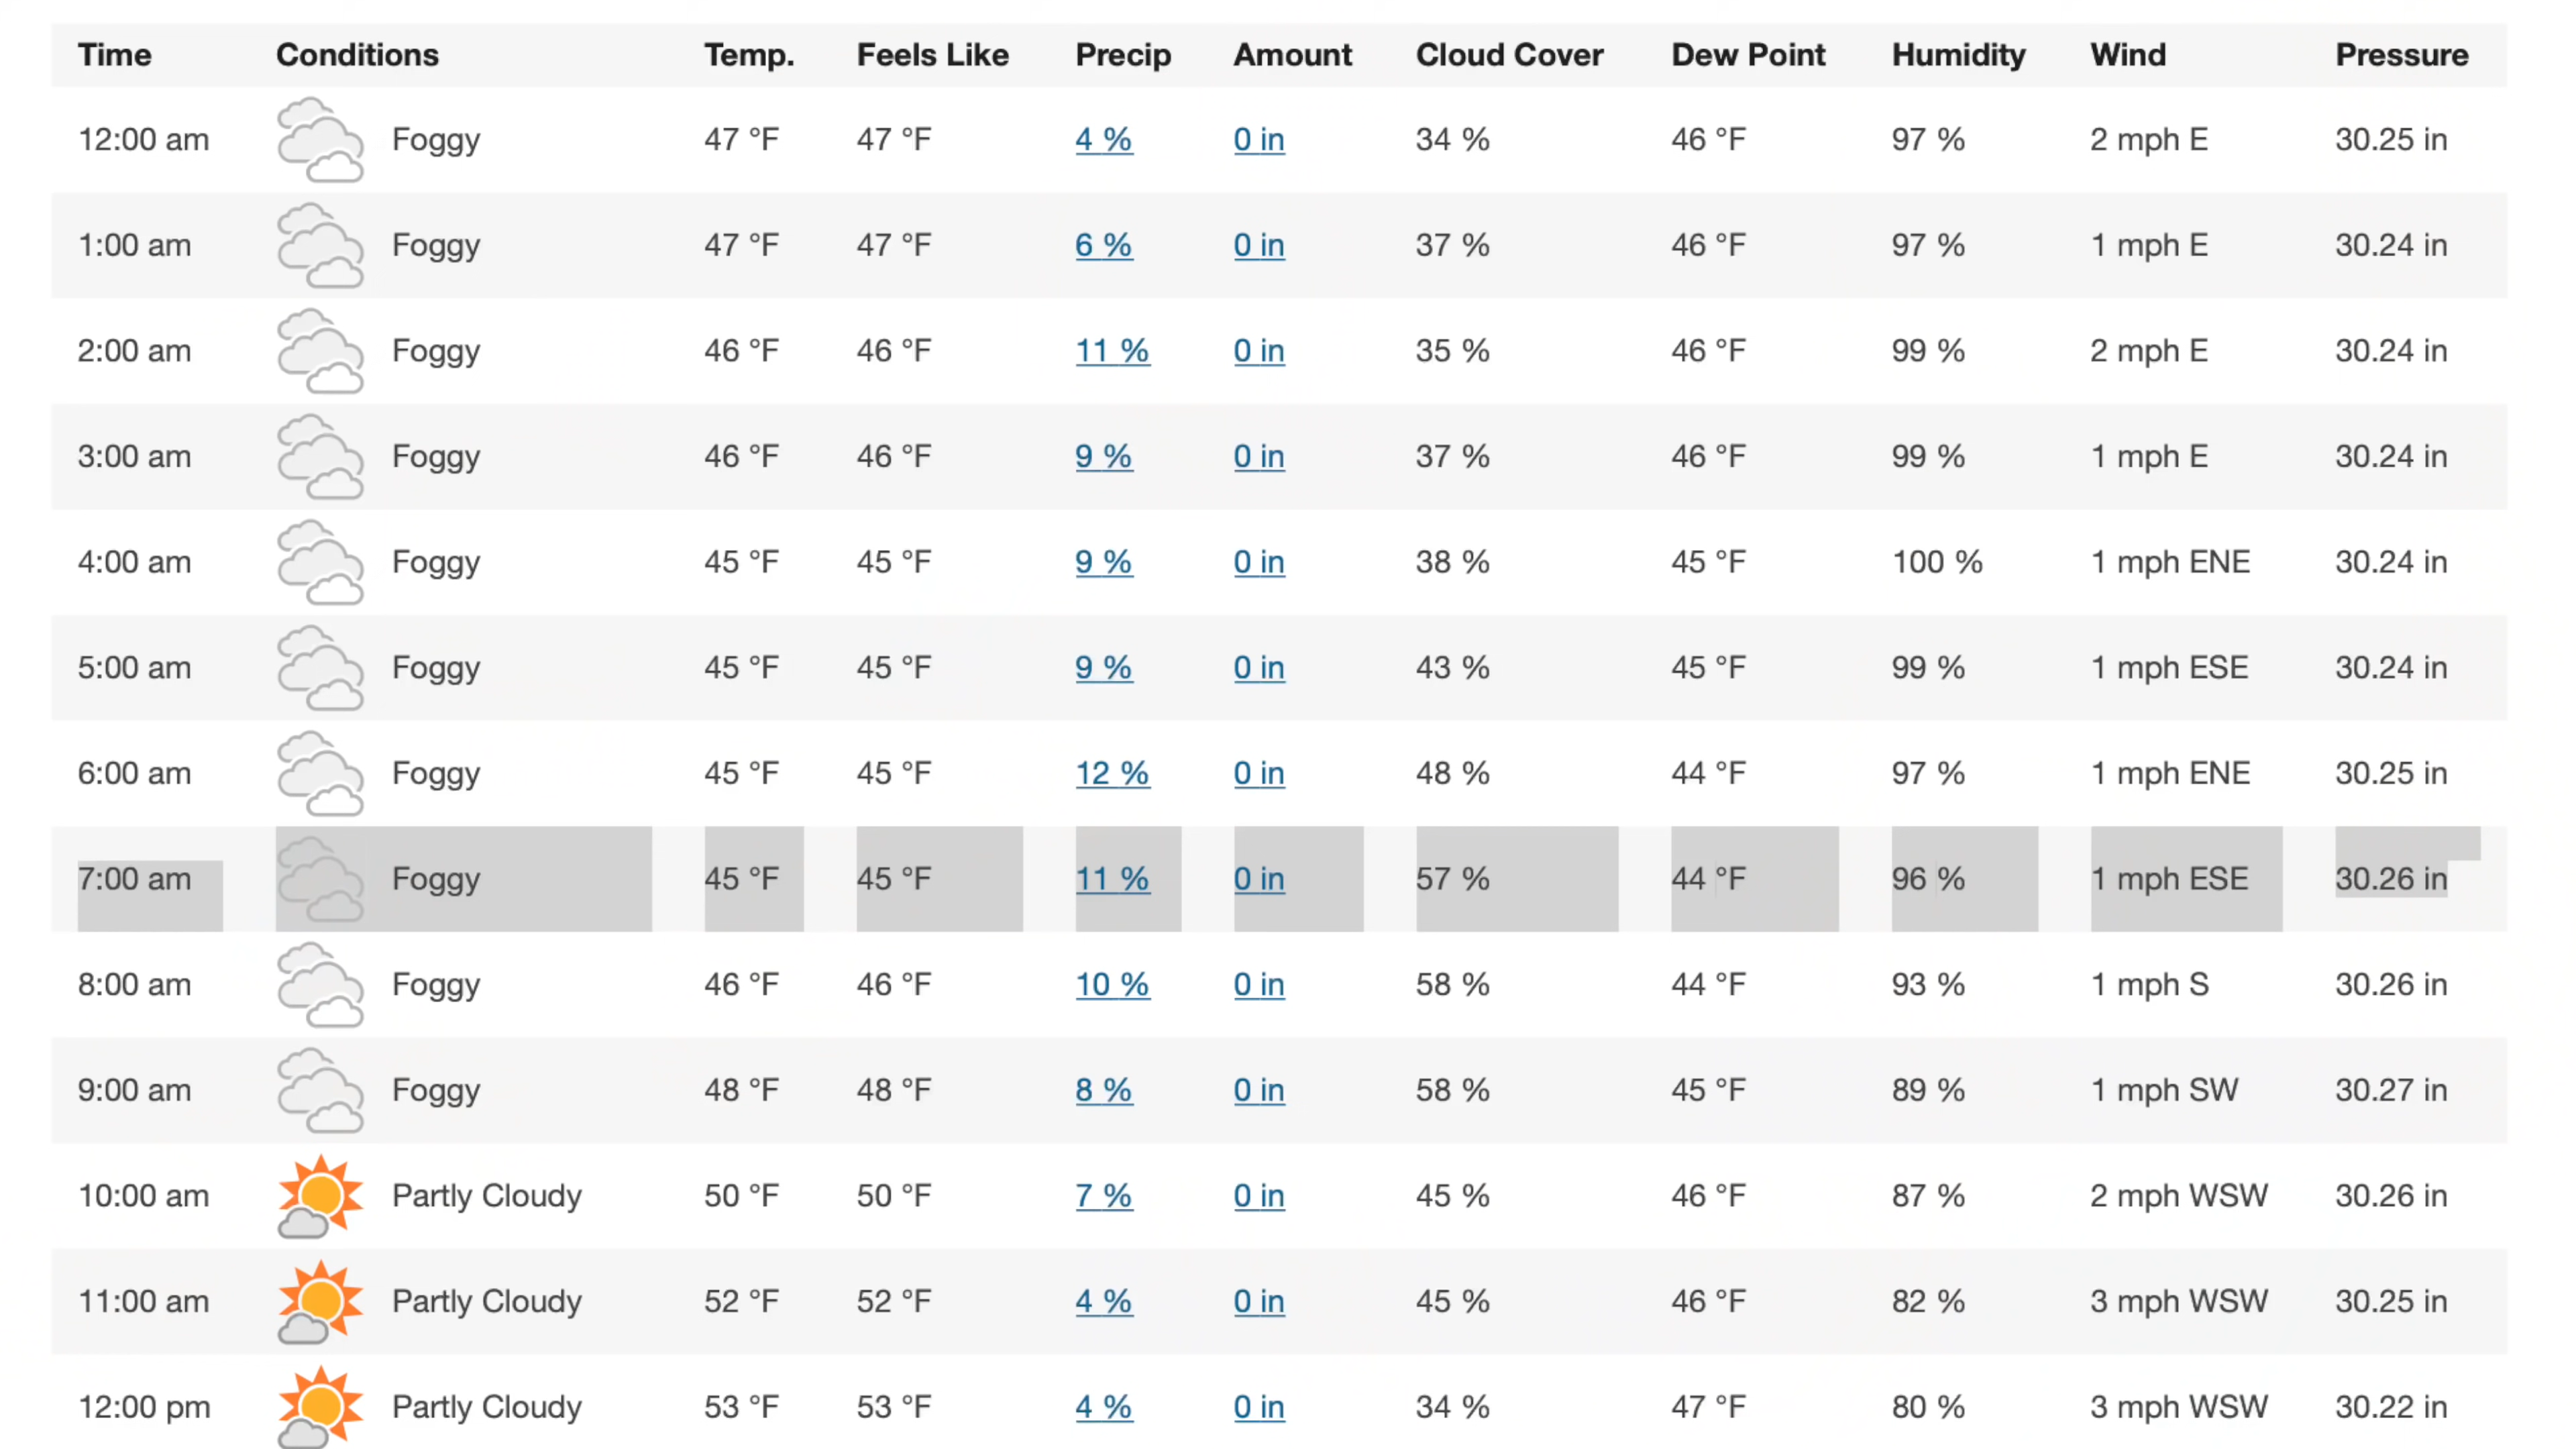 Time Conditions Temp. Feels Like Precip Amount Cloud Cover Dew Point Humidity Wind Pressure
12:00 am Foggy 47 °F 47 °F 4 % 0 in 34 % 46 °F 97 % 2 mph E 30.25 in
1:00 am Foggy 47 °F 47 °F 6 % 0 in 37 % 46 °F 97 % 1 mph E 30.24 in
2:00 am Foggy 46 °F 46 °F 11 % 0 in 35 % 46 °F 99 % 2 mph E 30.24 in
3:00 am Foggy 46 °F 46 °F 9 % 0 in 37 % 46 °F 99 % 1 mph E 30.24 in
4:00 am Foggy 45 °F 45 °F 9 % 0 in 38 % 45 °F 100 % 1 mph ENE 30.24 in
5:00 am Foggy 45 °F 45 °F 9 % 0 in 43 % 45 °F 99 % 1 mph ESE 30.24 in
6:00 am Foggy 45 °F 45 °F 12 % 0 in 48 % 44 °F 97 % 1 mph ENE 30.25 in
7:00 am Foggy 45 °F 45 °F 11 % 0 in 57 % 44 °F 96 % 1 mph ESE 30.26 in
8:00 am Foggy 46 °F 46 °F 10 % 0 in 58 % 44 °F 93 % 1 mph S 30.26 in
9:00 am Foggy 48 °F 48 °F 8 % 0 in 58 % 45 °F 89 % 1 mph SW 30.27 in
10:00 am Partly Cloudy 50 °F 50 °F 7 % 0 in 45 % 46 °F 87 % 2 mph WSW 30.26 in
11:00 am Partly Cloudy 52 °F 52 °F 4 % 0 in 45 % 46 °F 82 % 3 mph WSW 30.25 in
12:00 pm Partly Cloudy 53 °F 53 °F 4 % 0 in 34 % 47 °F 80 % 3 mph WSW 30.22 in